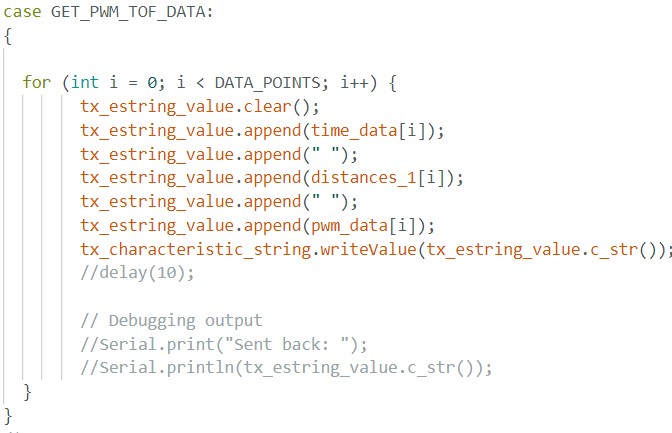 case GET_PWM_TOF_DATA:
{
for (int i = 0; i < DATA_POINTS; i++) {
tx_estring_value.clear();
tx_estring_value.append(time_data[i]);
tx_estring_value.append(" ");
tx_estring_value.append(distances_1[i]);
tx_estring_value.append(" ");
tx_estring_value.append(pwm_data[i]);
tx_characteristic_string.writeValue(tx_estring_value.c_str());
//delay(10);
// Debugging output
//Serial.print("Sent back: ");
//Serial.println(tx_estring_value.c_str());
}
}